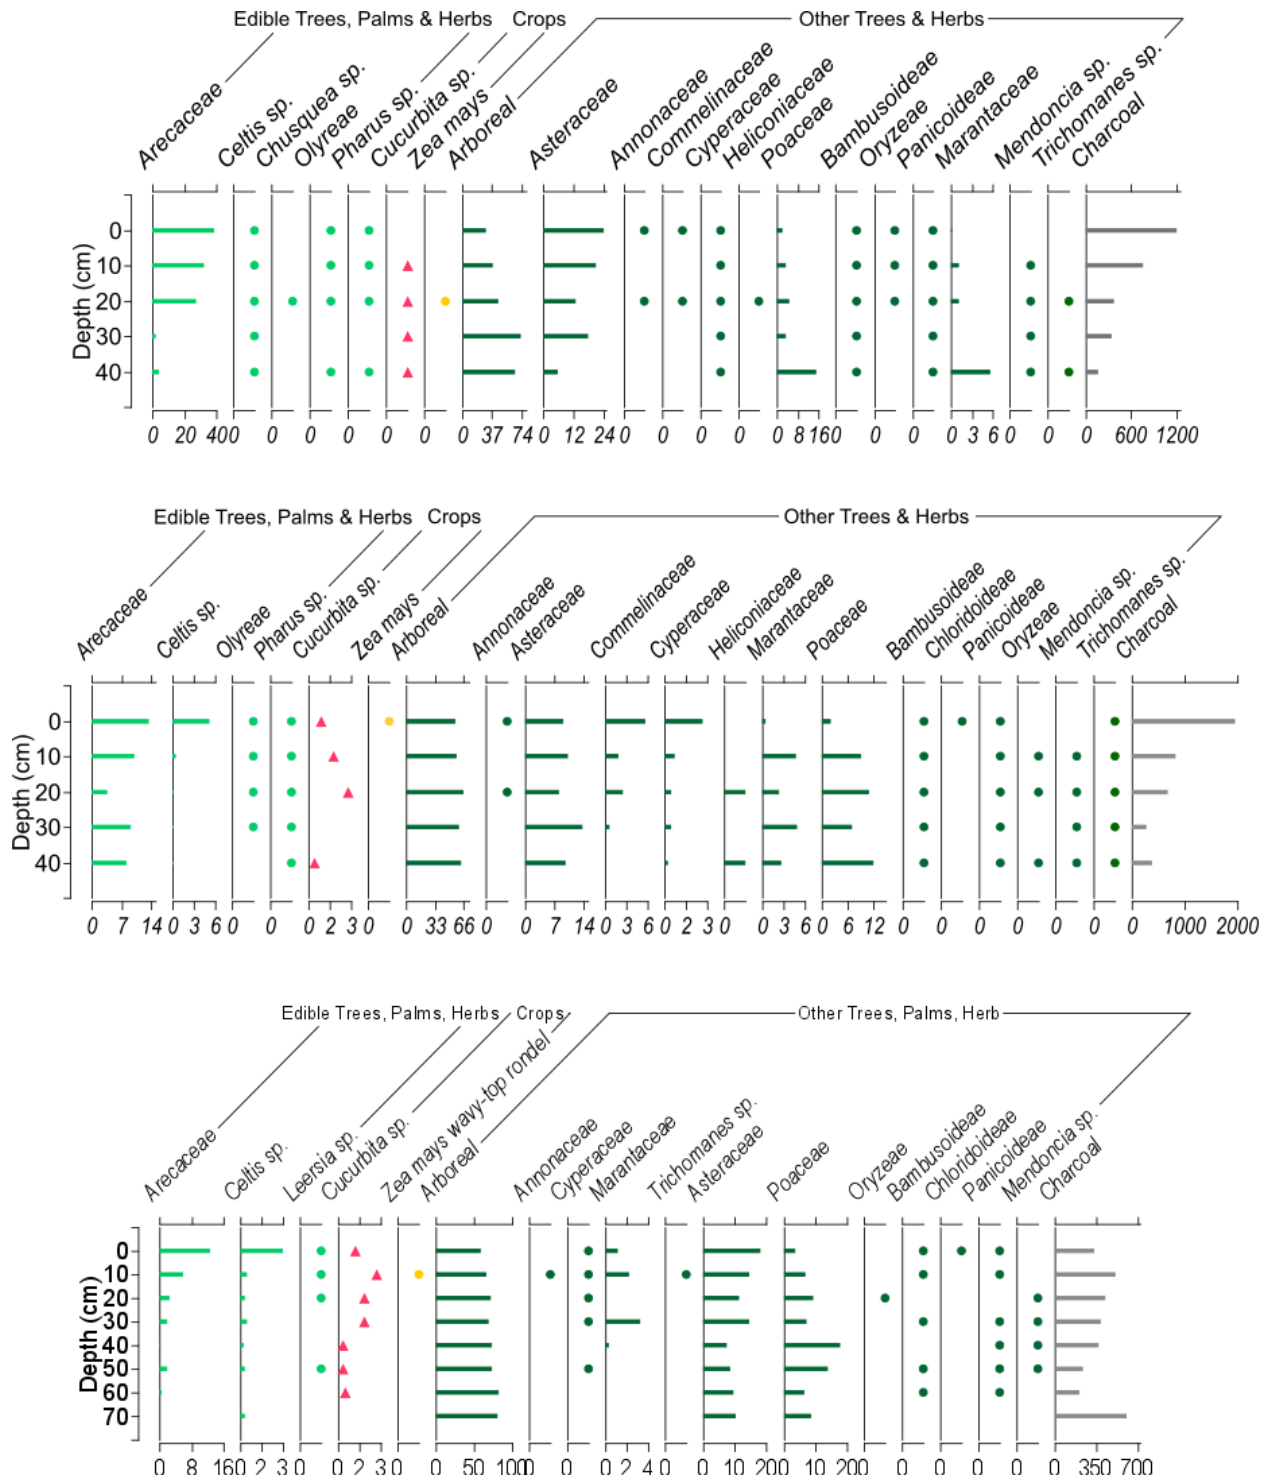 Edible Trees, Palms & Herbs Crops Other Trees & Herbs
Arecaceae Celtis sp. Chusquea sp. Olyreae Pharus sp. Cucurbita sp. Zea mays Arboreal Asteraceae Annonaceae Commelinaceae Cyperaceae Heliconiaceae Poaceae Bambusoideae Oryzeae Panicoideae Marantaceae Mendoncia sp. Trichomanes sp. Charcoal
Depth (cm)
0
10
20
30
40
0 20 40 0 0 0 0 0 0 0 0 37 74 0 12 24 0 0 0 0 0 8 16 0 0 0 0 3 6 0 0 0 600 1200
Edible Trees, Palms & Herbs Crops Other Trees & Herbs
Arecaceae Celtis sp. Olyreae Pharus sp. Cucurbita sp. Zea mays Arboreal Annonaceae Asteraceae Commelinaceae Cyperaceae Heliconiaceae Marantaceae Poaceae Bambusoideae Chloridoideae Panicoideae Oryzeae Mendoncia sp. Trichomanes sp. Charcoal
Depth (cm)
0
10
20
30
40
0 7 14 0 3 6 0 0 0 2 3 0 0 33 66 0 0 7 14 0 3 6 0 2 3 0 0 3 6 0 6 12 0 0 0 0 0 0 0 1000 2000
Edible Trees, Palms, Herbs Crops Other Trees, Palms, Herb
Arecaceae Celtis sp. Leersia sp. Cucurbita sp. Zea mays wavy-top rondel Arboreal Annonaceae Cyperaceae Marantaceae Trichomanes sp. Asteraceae Poaceae Oryzeae Bambusoideae Chloridoideae Panicoideae Mendoncia sp. Charcoal
Depth (cm)
0
10
20
30
40
50
60
70
0 8 16 0 2 3 0 0 2 3 0 0 50 100 0 0 0 2 4 0 0 10 20 0 10 20 0 0 0 0 0 0 350 700